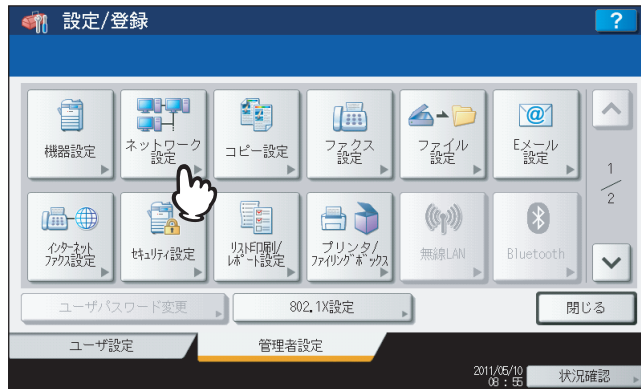 設定/登録
?
機器設定
ネットワーク
設定
コピー設定
ファクス
設定
ファイル
設定
@
Eメール
設定
1
2
インターネット
ファクス設定
セキュリティ設定
リスト印刷/
レポート設定
プリンタ/
ファイリングボックス
無線LAN
Bluetooth
ユーザパスワード変更
802.1X設定
閉じる
ユーザ設定
管理者設定
2011/05/10
08：55
状況確認